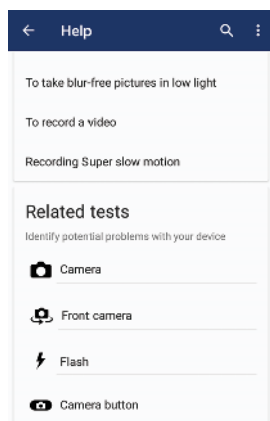 Help
To take blur-free pictures in low light
To record a video
Recording Super slow motion
Related tests
Identify potential problems with your device
Camera
Front camera
Flash
Camera button